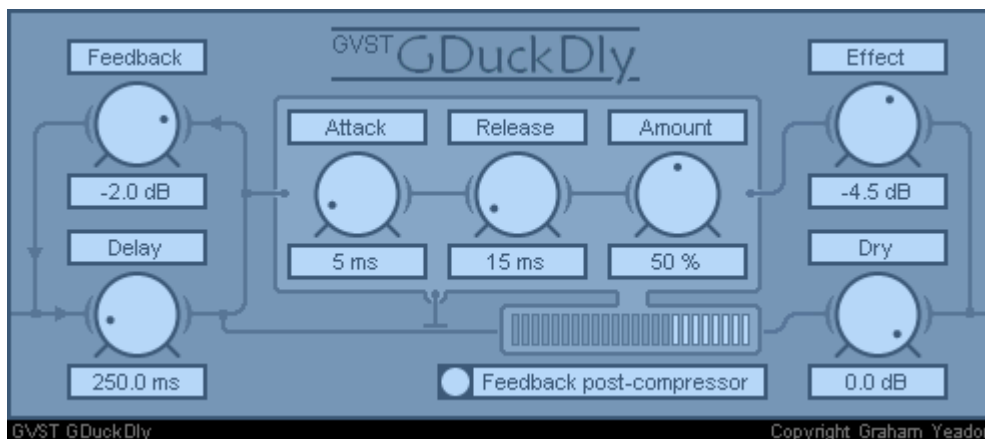 GVST GDuckDly
Feedback
Effect
Attack
Release
Amount
-2.0 dB
-4.5 dB
Delay
Dry
5 ms
15 ms
50 %
250.0 ms
Feedback post-compressor
0.0 dB
GVST GDuckDly
Copyright Graham Yeado